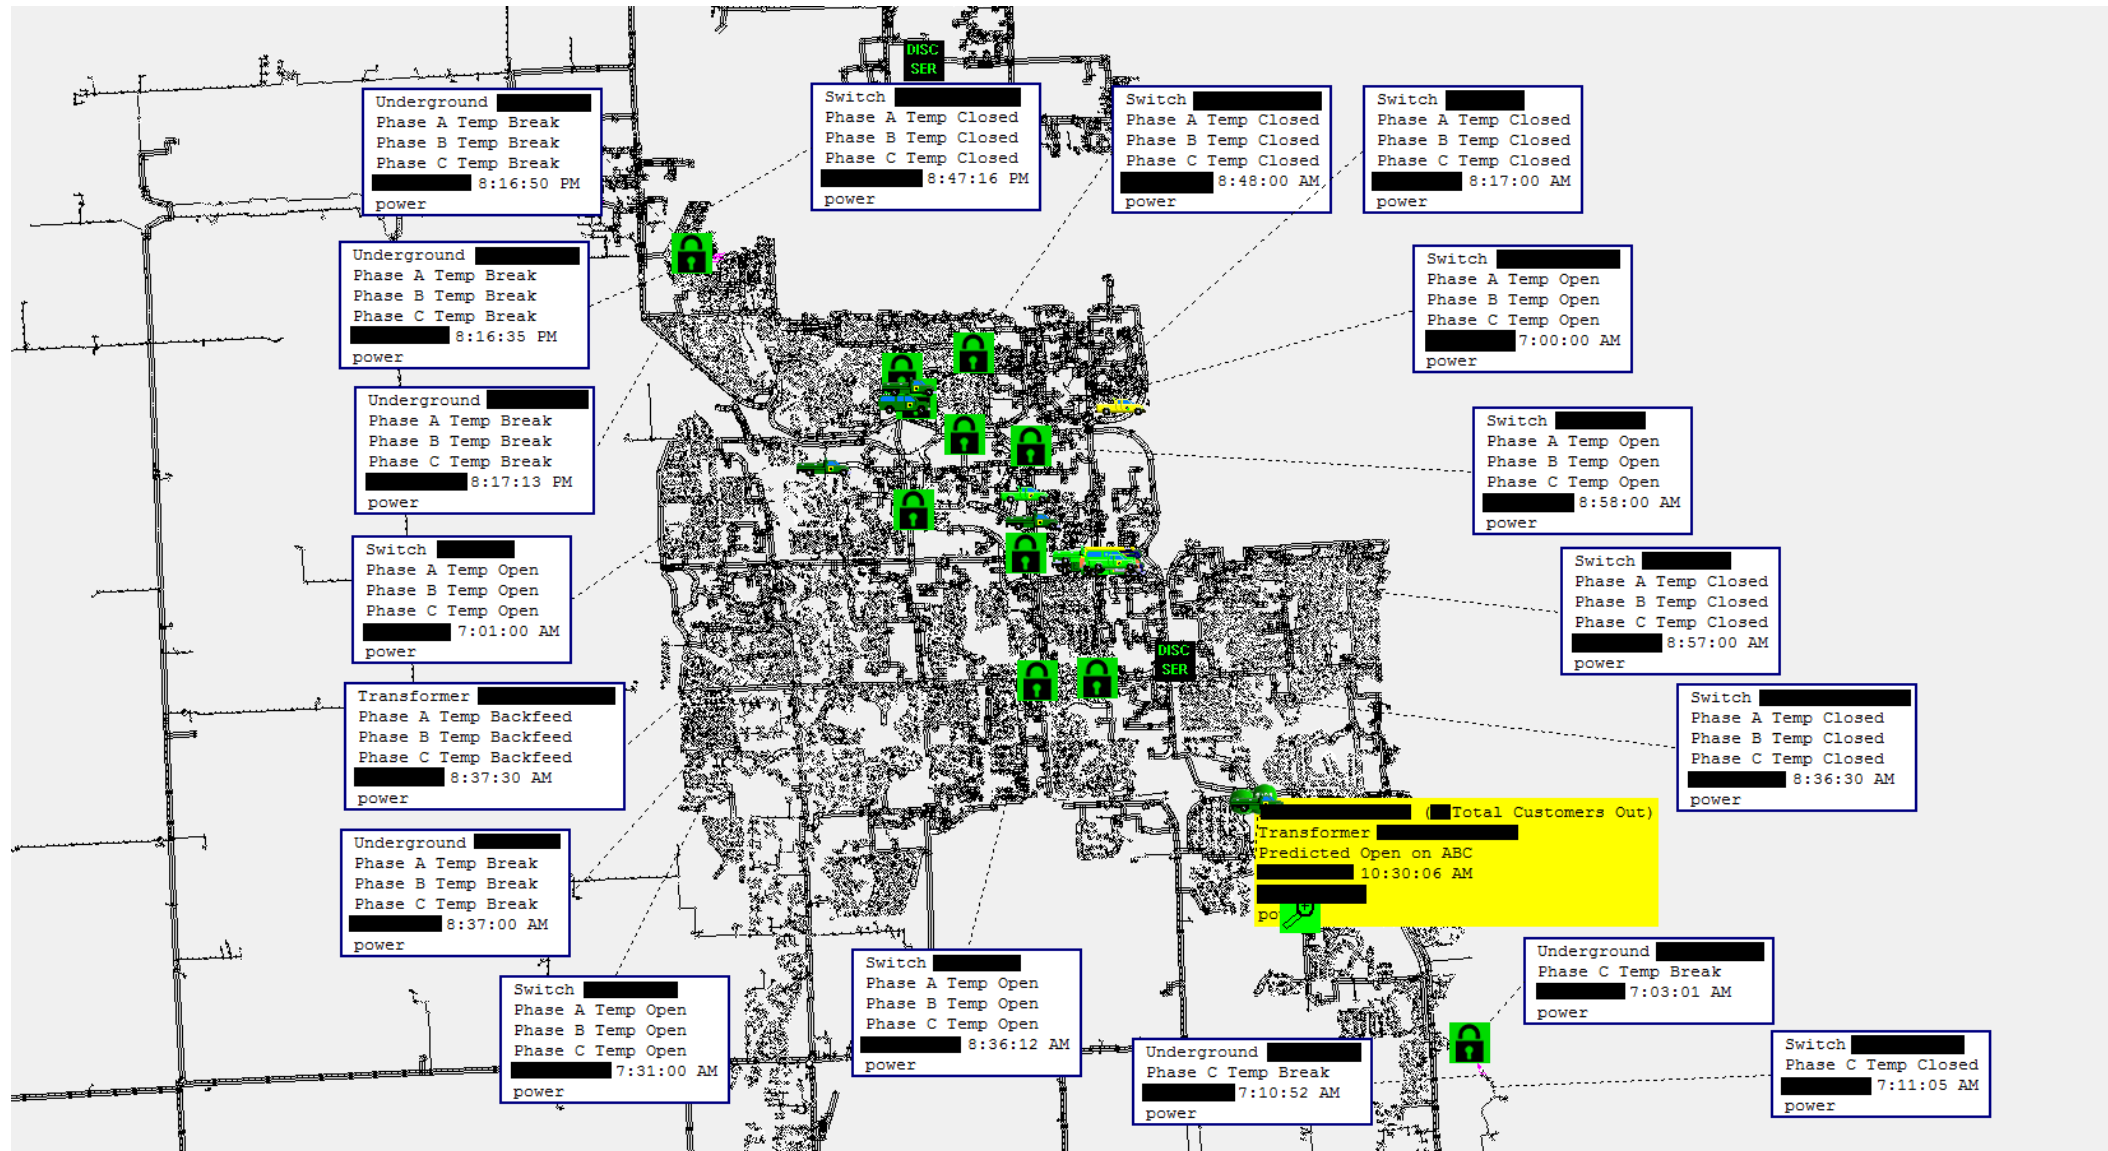 DISC
SER
Underground
Phase A Temp Break
Phase B Temp Break
Phase C Temp Break
8:16:50 PM
power
Switch
Phase A Temp Closed
Phase B Temp Closed
Phase C Temp Closed
8:47:16 PM
power
Switch
Phase A Temp Closed
Phase B Temp Closed
Phase C Temp Closed
8:48:00 AM
power
Switch
Phase A Temp Closed
Phase B Temp Closed
Phase C Temp Closed
8:17:00 AM
power
Underground
Phase A Temp Break
Phase B Temp Break
Phase C Temp Break
8:16:35 PM
power
Switch
Phase A Temp Open
Phase B Temp Open
Phase C Temp Open
7:00:00 AM
power
Underground
Phase A Temp Break
Phase B Temp Break
Phase C Temp Break
8:17:13 PM
power
Switch
Phase A Temp Open
Phase B Temp Open
Phase C Temp Open
8:58:00 AM
power
Switch
Phase A Temp Open
Phase B Temp Open
Phase C Temp Open
7:01:00 AM
power
Switch
Phase A Temp Closed
Phase B Temp Closed
Phase C Temp Closed
8:57:00 AM
power
DISC
SER
Transformer
Phase A Temp Backfeed
Phase B Temp Backfeed
Phase C Temp Backfeed
8:37:30 AM
power
Switch
Phase A Temp Closed
Phase B Temp Closed
Phase C Temp Closed
8:36:30 AM
power
( Total Customers Out)
Transformer
Predicted Open on ABC
10:30:06 AM
po
Underground
Phase A Temp Break
Phase B Temp Break
Phase C Temp Break
8:37:00 AM
power
Switch
Phase A Temp Open
Phase B Temp Open
Phase C Temp Open
7:31:00 AM
power
Switch
Phase A Temp Open
Phase B Temp Open
Phase C Temp Open
8:36:12 AM
power
Underground
Phase C Temp Break
7:03:01 AM
power
Underground
Phase C Temp Break
7:10:52 AM
power
Switch
Phase C Temp Closed
7:11:05 AM
power